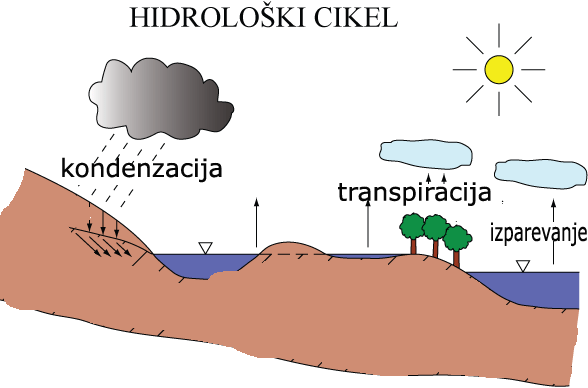 HIDROLOŠKI CIKEL
kondenzacija
transpiracija
izparevanje